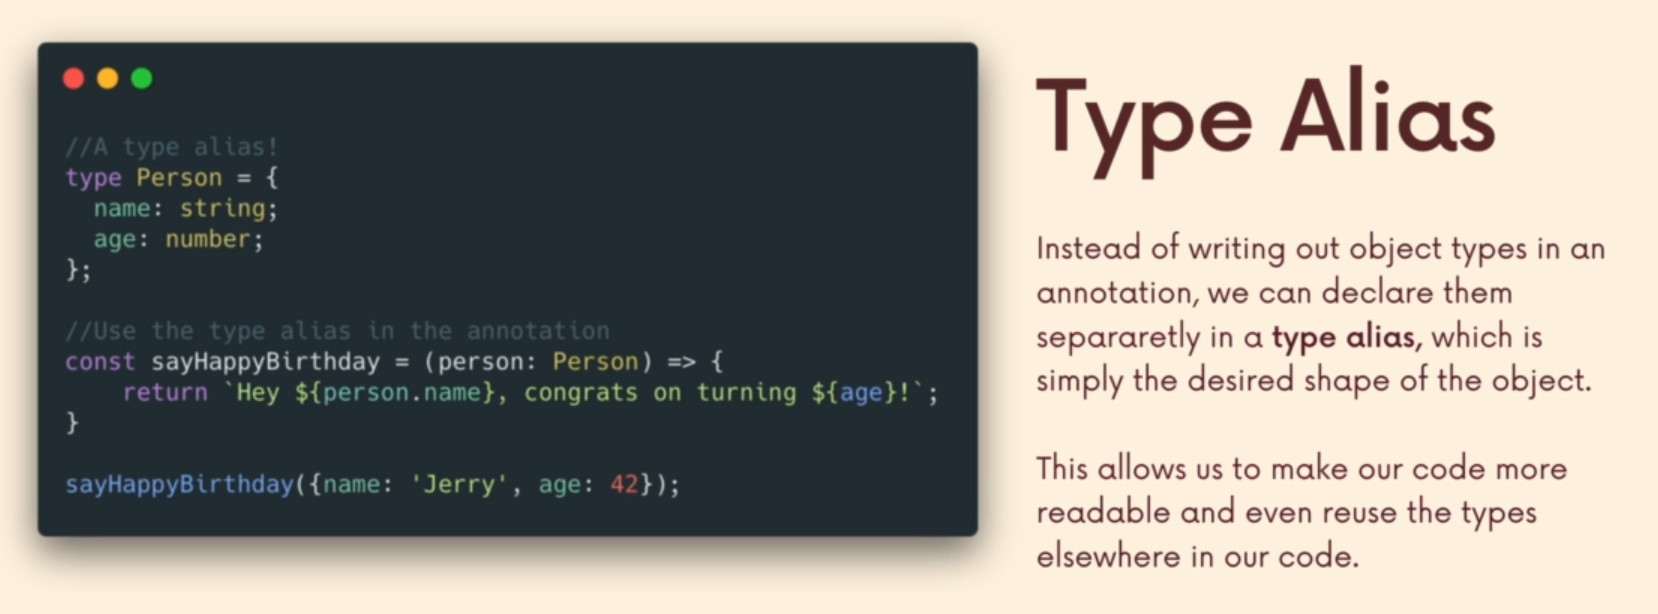 //A type alias!
type Person = {
  name: string;
  age: number;
};

//Use the type alias in the annotation
const sayHappyBirthday = (person: Person) => {
    return `Hey ${person.name}, congrats on turning ${age}!`;
}

sayHappyBirthday({name: 'Jerry', age: 42});

Type Alias

Instead of writing out object types in an
annotation, we can declare them
separaretly in a type alias, which is
simply the desired shape of the object.

This allows us to make our code more
readable and even reuse the types
elsewhere in our code.